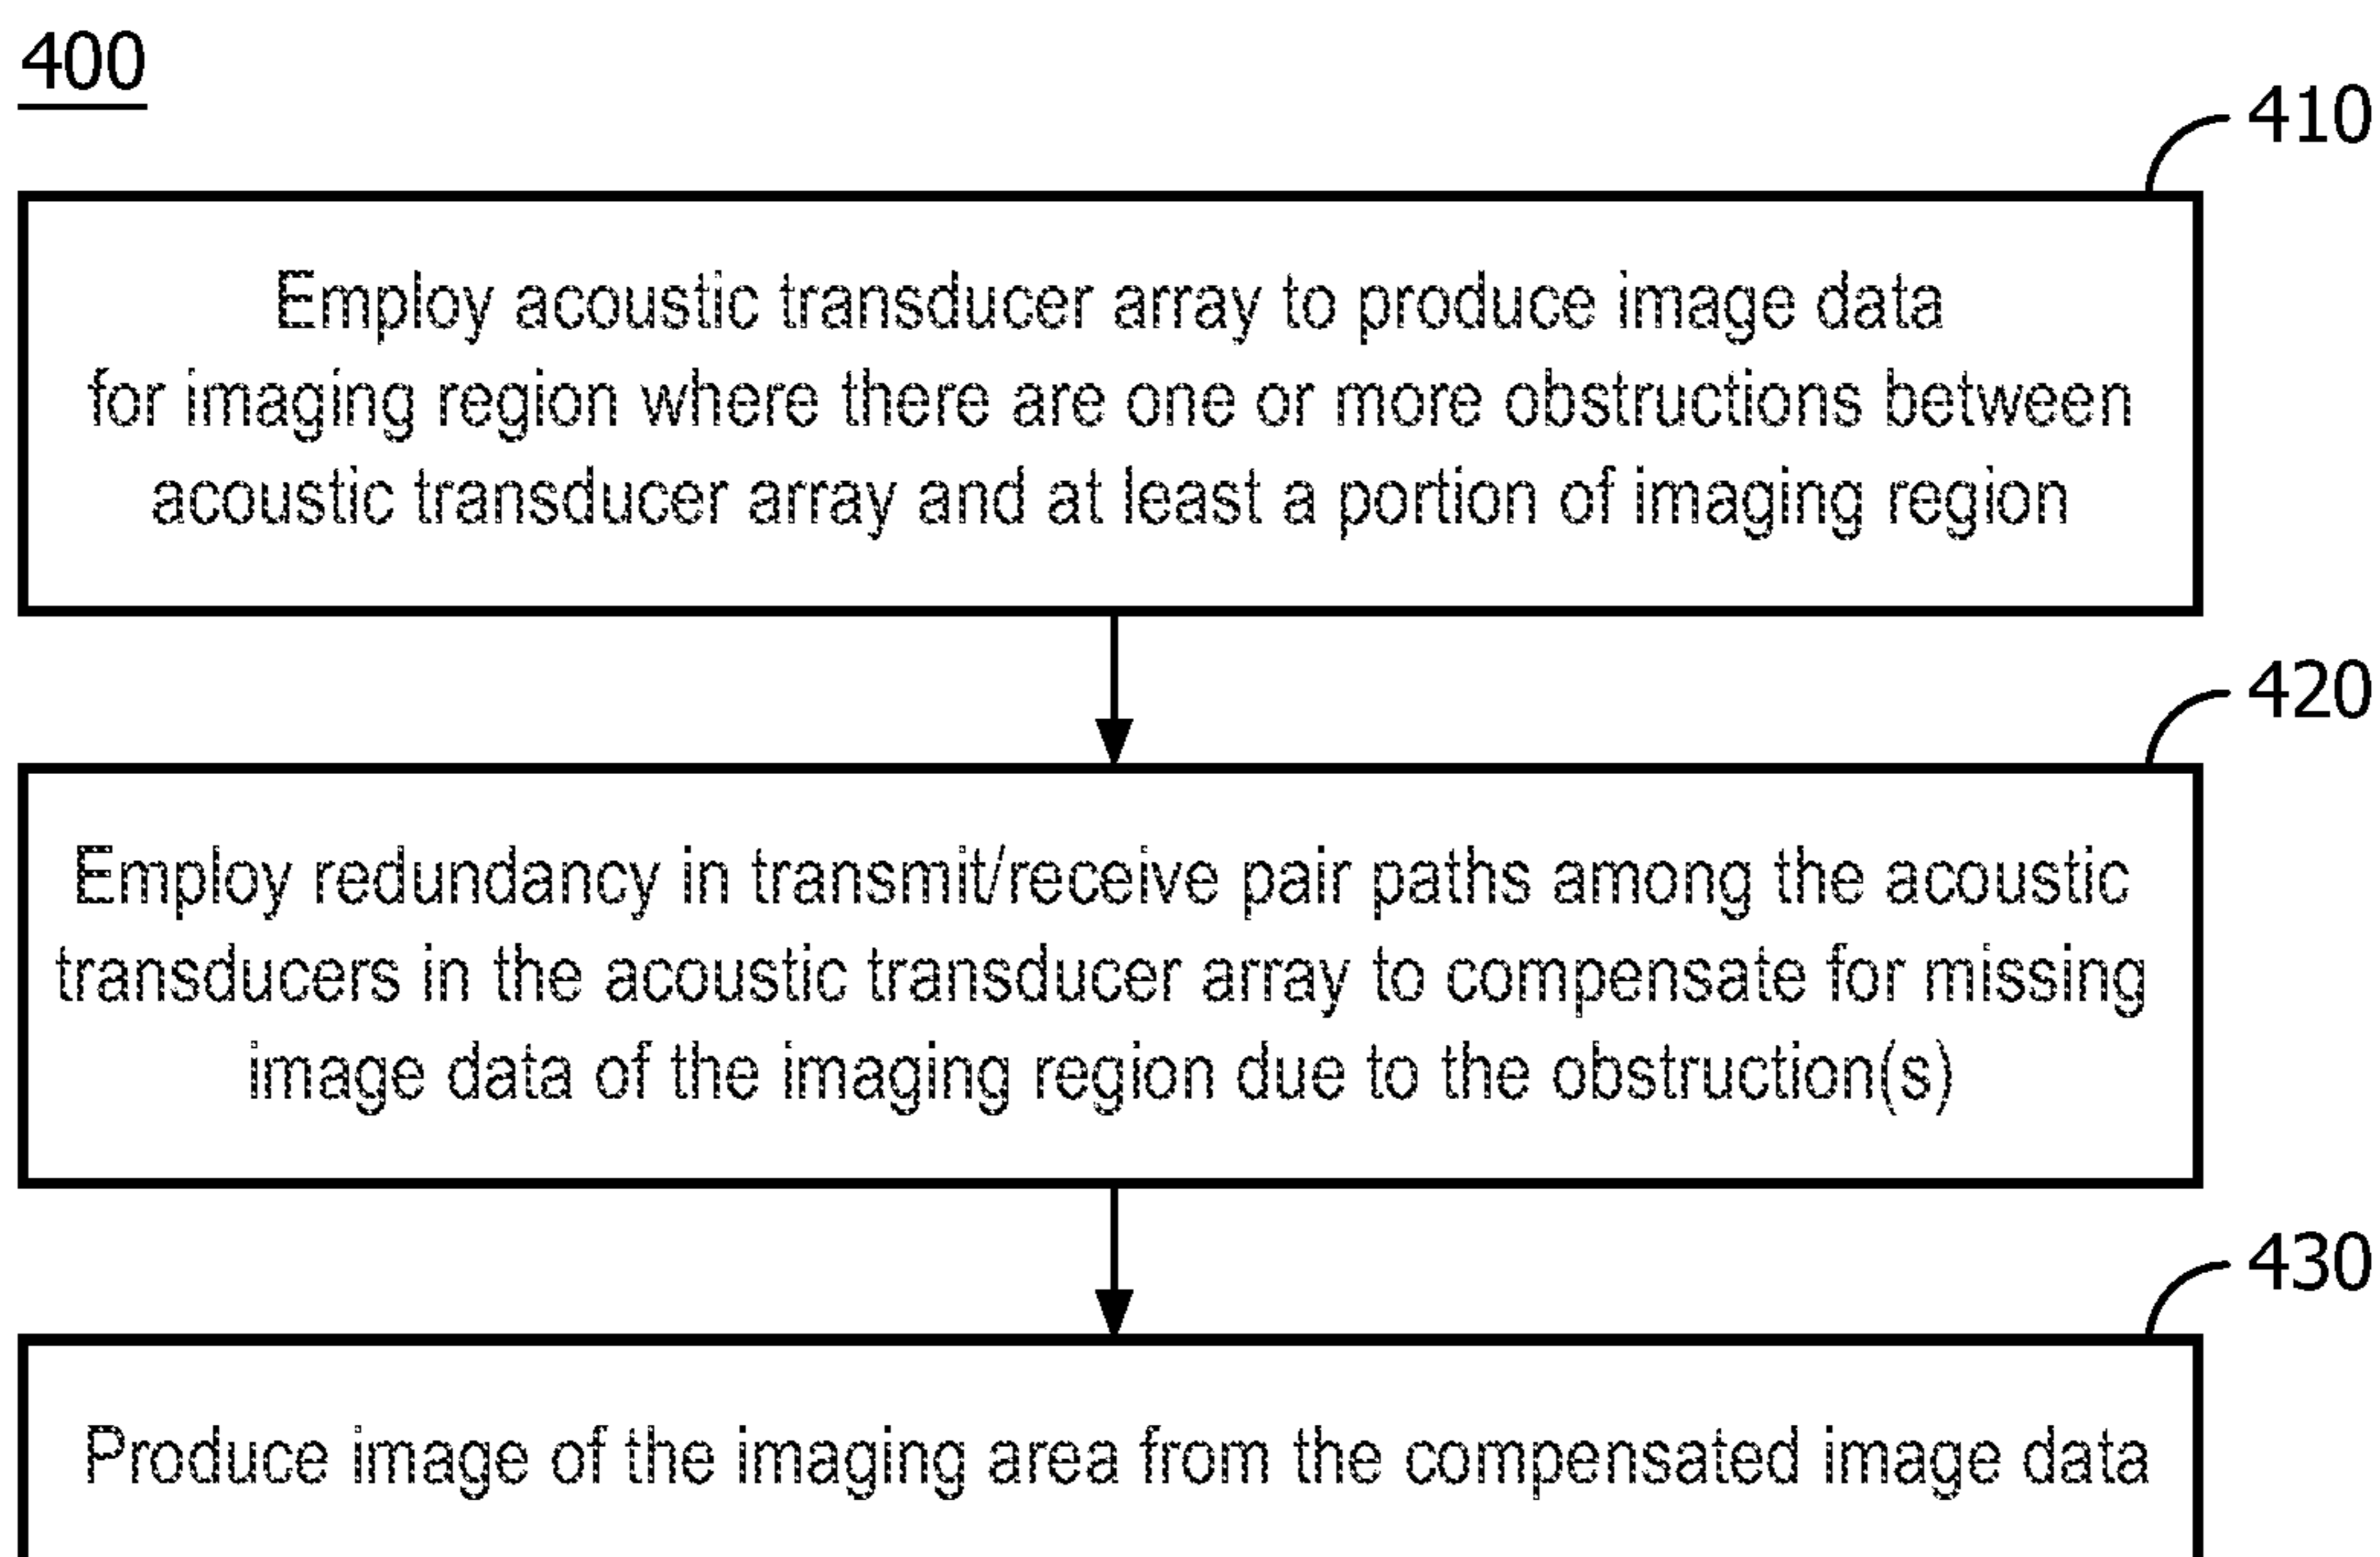 400
410
Employ acoustic transducer array to produce image data
for imaging region where there are one or more obstructions between
acoustic transducer array and at least a portion of imaging region
420
Employ redundancy in transmit/receive pair paths among the acoustic
transducers in the acoustic transducer array to compensate for missing
image data of the imaging region due to the obstruction(s)
430
Produce image of the imaging area from the compensated image data